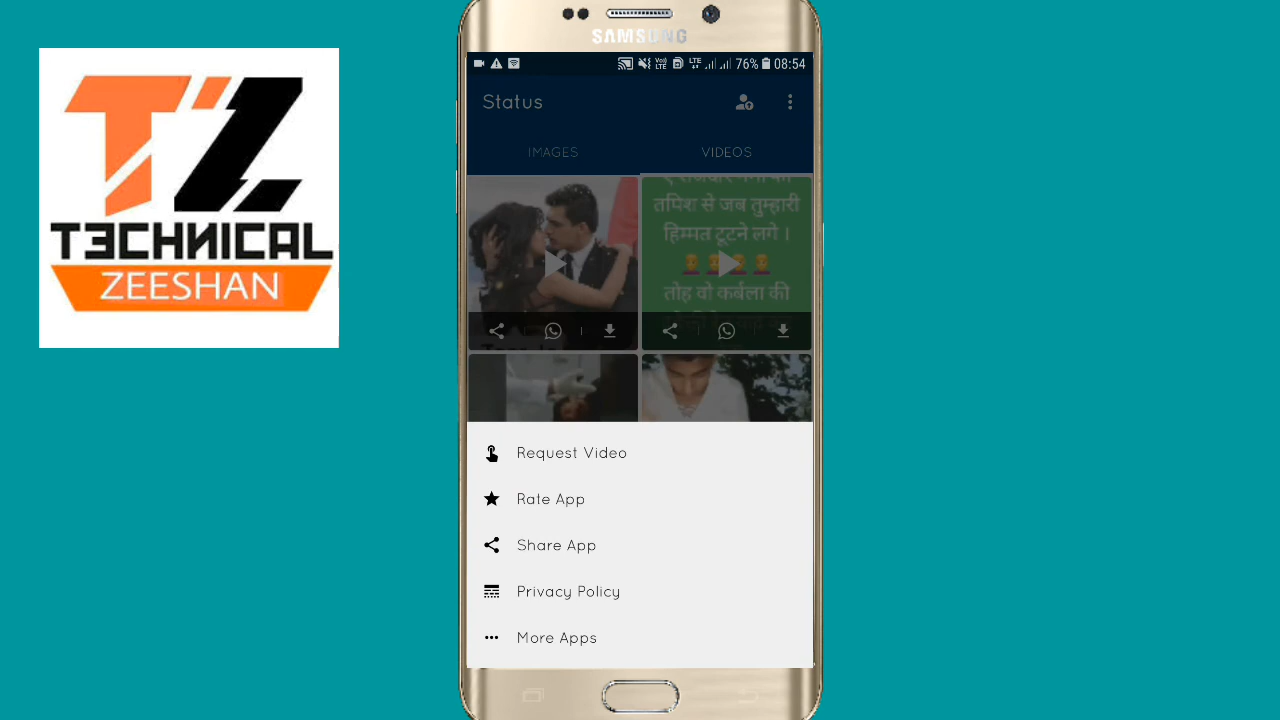 TECHNICAL
ZEESHAN
SAMSUNG
76% 08:54
Status
IMAGES
VIDEOS
तपिश से जब तुम्हारी
हिम्मत टूटने लगे ।
तोह वो कर्बला की
Request Video
Rate App
Share App
Privacy Policy
More Apps